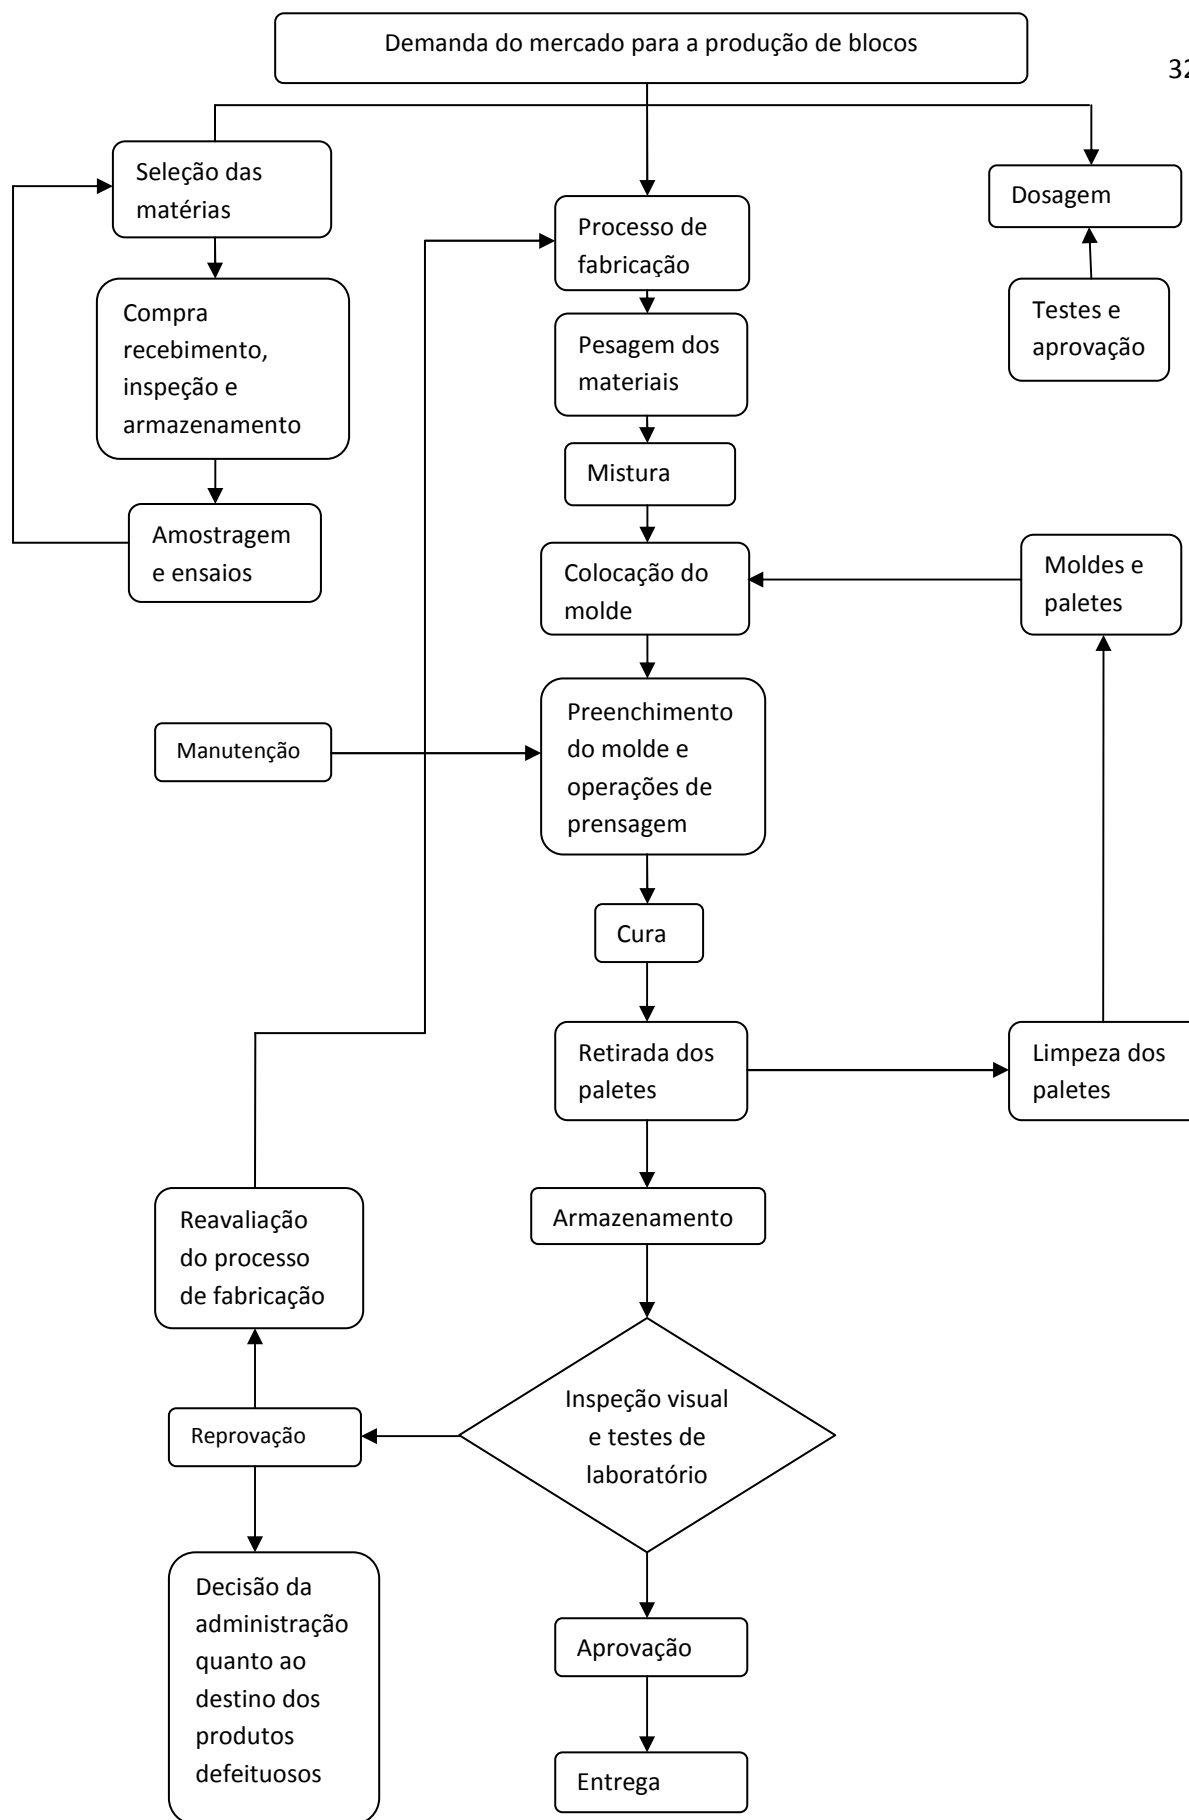 Demanda do mercado para a produção de blocos
32
Seleção das
matérias
Dosagem
Processo de
fabricação
Compra
recebimento,
inspeção e
armazenamento
Testes e
aprovação
Pesagem dos
materiais
Mistura
Amostragem
e ensaios
Colocação do
molde
Moldes e
paletes
Manutenção
Preenchimento
do molde e
operações de
prensagem
Cura
Retirada dos
paletes
Limpeza dos
paletes
Armazenamento
Reavaliação
do processo
de fabricação
Inspeção visual
e testes de
laboratório
Reprovação
Decisão da
administração
quanto ao
destino dos
produtos
defeituosos
Aprovação
Entrega